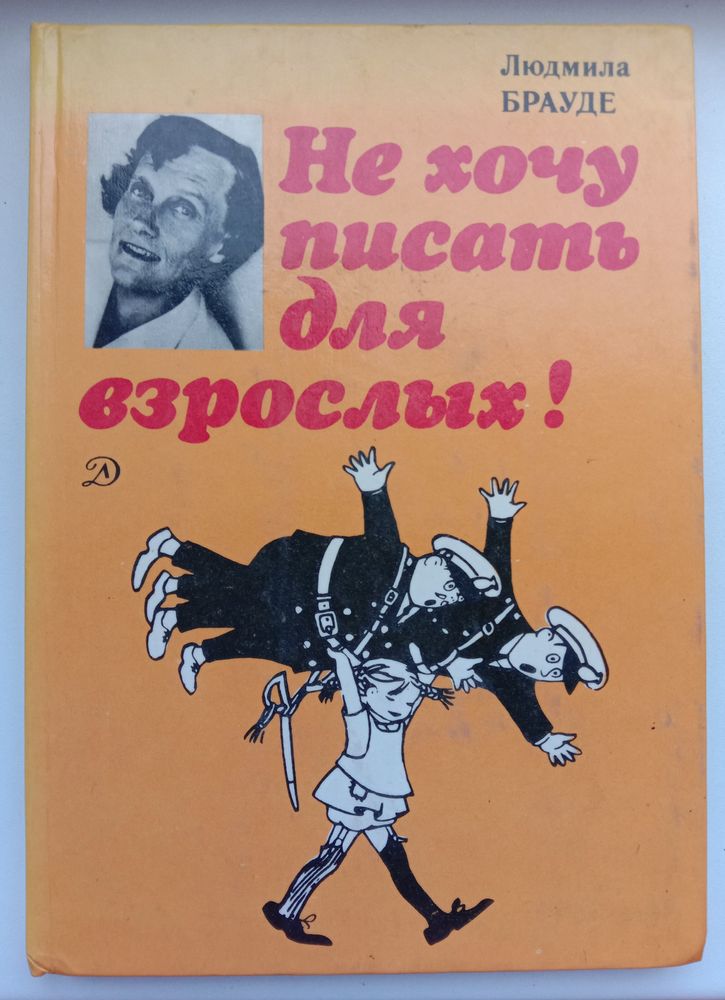 Людмила
БРАУДЕ
Не хочу
писать
для
взрослых!